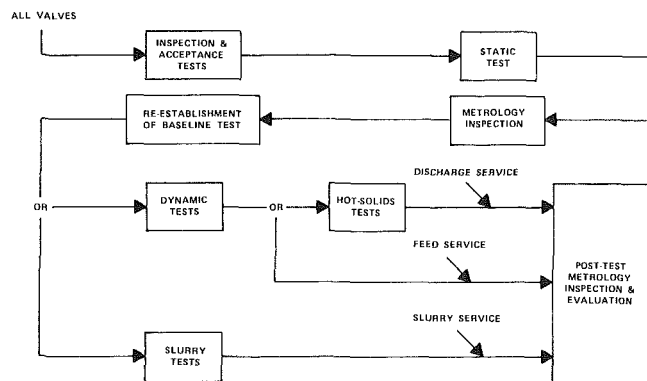 ALL VALVES
INSPECTION &
ACCEPTANCE
TESTS
STATIC
TEST
RE-ESTABLISHMENT
OF BASELINE TEST
METROLOGY
INSPECTION
DISCHARGE SERVICE
OR
DYNAMIC
TESTS
OR
HOT-SOLIDS
TESTS
FEED SERVICE
POST-TEST
METROLOGY
INSPECTION &
EVALUATION
SLURRY SERVICE
SLURRY
TESTS